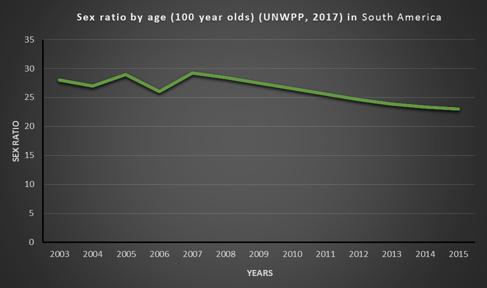 Sex ratio by age (100 year olds) (UNWPP, 2017) in South America
35
30
25
20
15
10
5
0
SEX RATIO
2003 2004 2005 2006 2007 2008 2009 2010 2011 2012 2013 2014 2015
YEARS